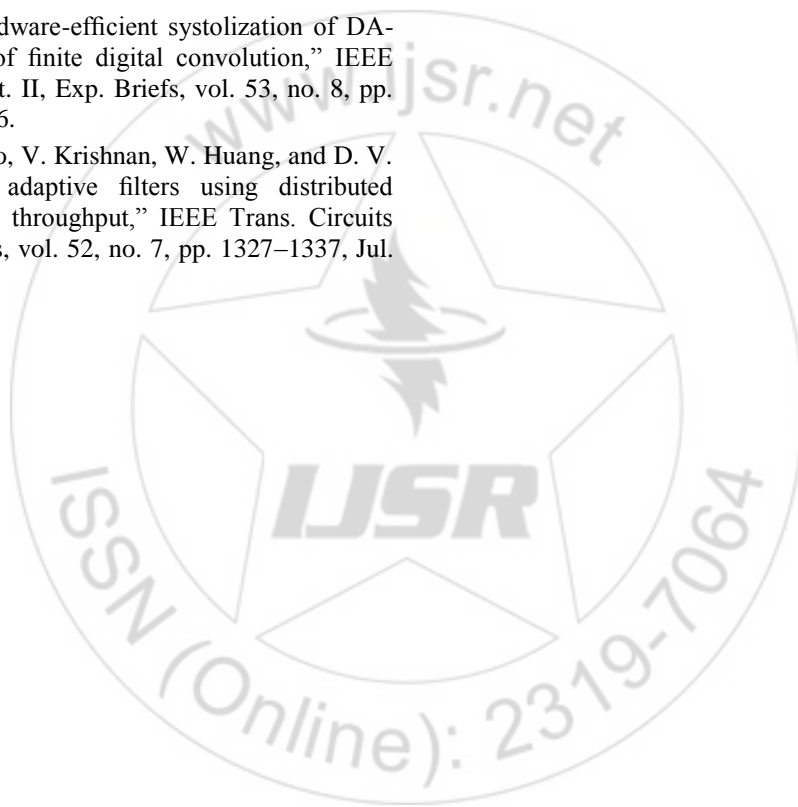 dware-efficient systolization of DA-
of finite digital convolution,” IEEE
t. II, Exp. Briefs, vol. 53, no. 8, pp.
6.
o, V. Krishnan, W. Huang, and D. V.
adaptive filters using distributed
throughput,” IEEE Trans. Circuits
s, vol. 52, no. 7, pp. 1327–1337, Jul.
www.ijsr.net
IJSR
ISSN (Online): 2319-7064